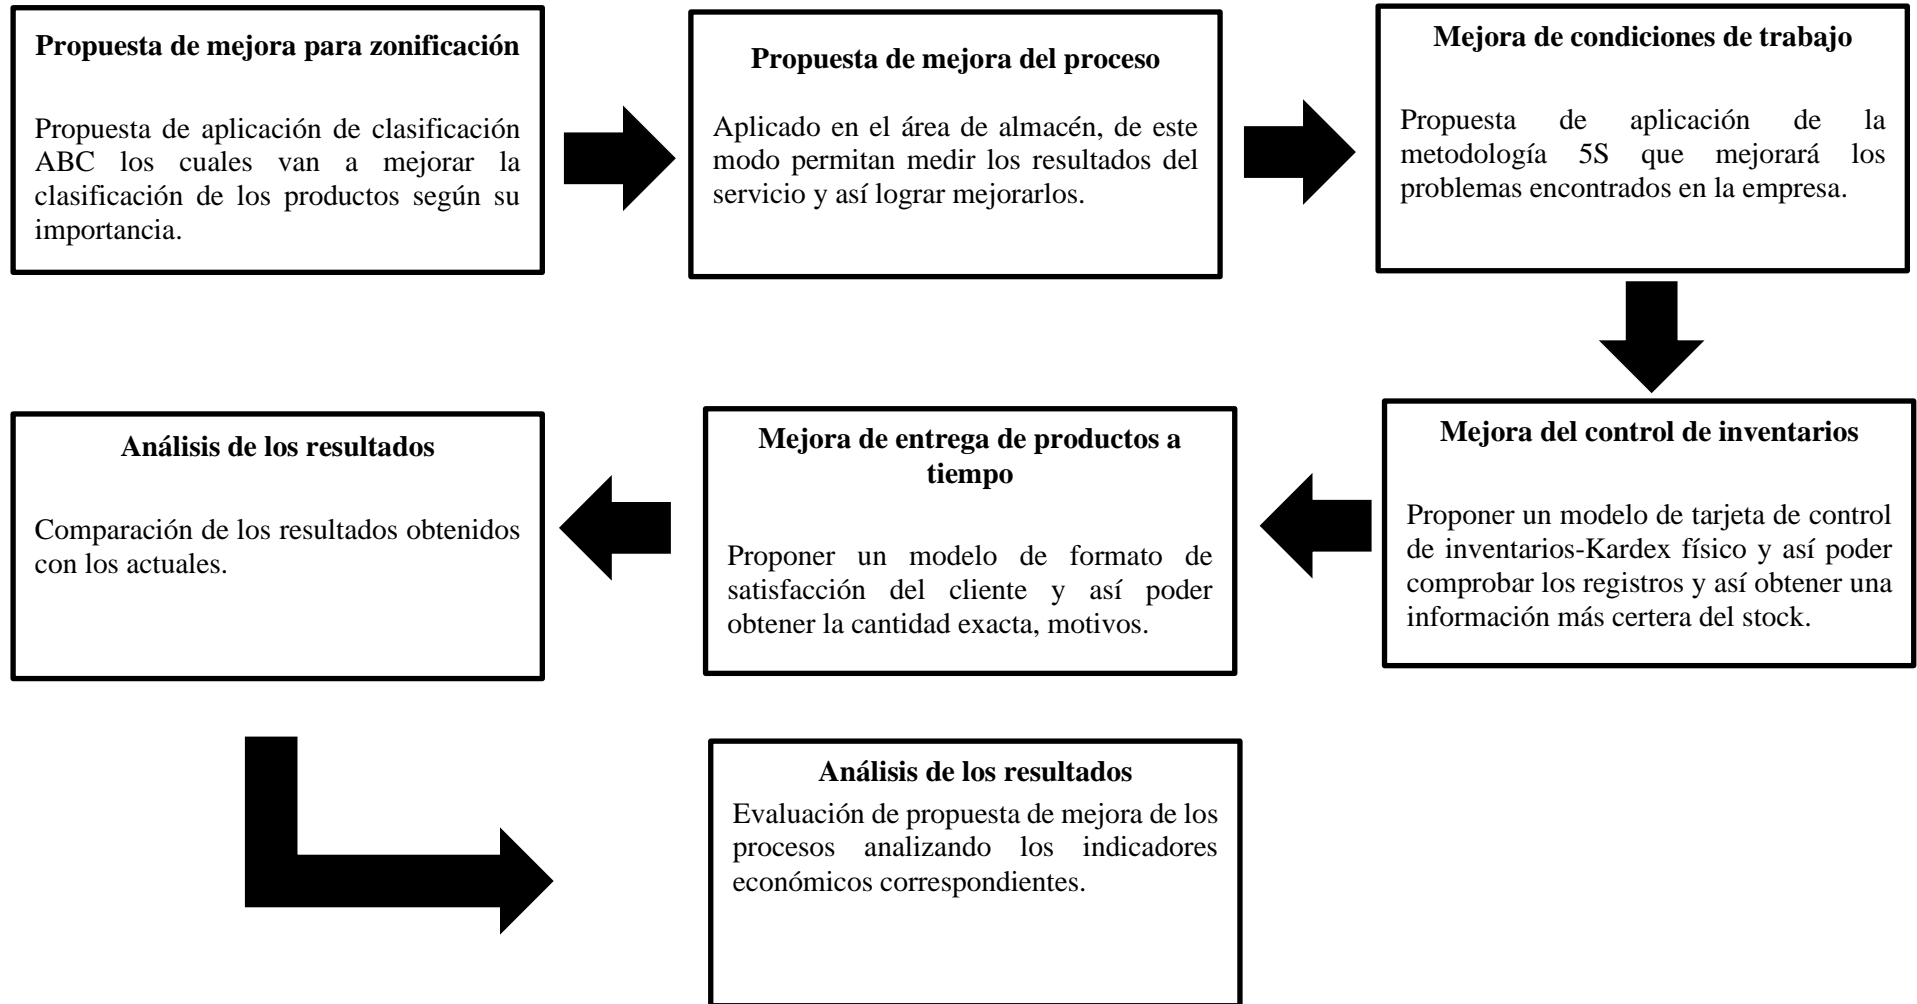 Propuesta de mejora para zonificación
Propuesta de aplicación de clasificación
ABC los cuales van a mejorar la
clasificación de los productos según su
importancia.
Propuesta de mejora del proceso
Aplicado en el área de almacén, de este
modo permitan medir los resultados del
servicio y así lograr mejorarlos.
Mejora de condiciones de trabajo
Propuesta de aplicación de la
metodología 5S que mejorará los
problemas encontrados en la empresa.
Mejora del control de inventarios
Proponer un modelo de tarjeta de control
de inventarios-Kardex físico y así poder
comprobar los registros y así obtener una
información más certera del stock.
Mejora de entrega de productos a
tiempo
Proponer un modelo de formato de
satisfacción del cliente y así poder
obtener la cantidad exacta, motivos.
Análisis de los resultados
Comparación de los resultados obtenidos
con los actuales.
Análisis de los resultados
Evaluación de propuesta de mejora de los
procesos analizando los indicadores
económicos correspondientes.